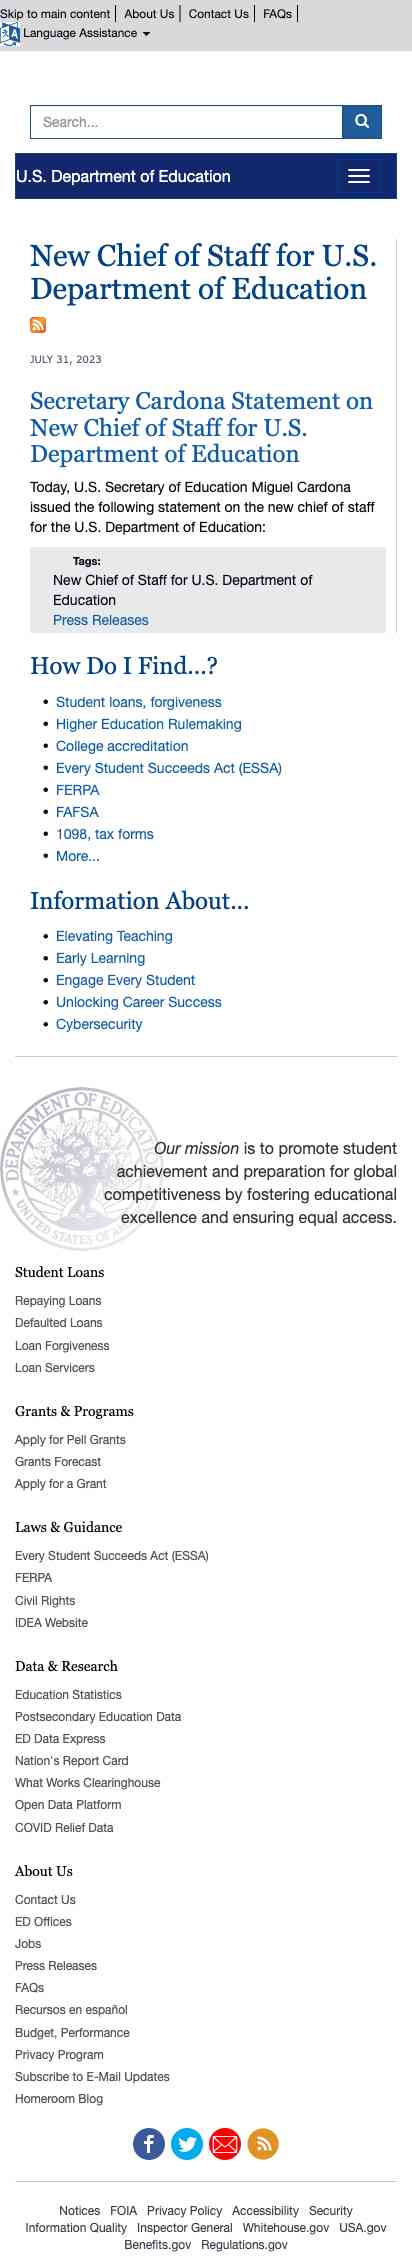 Skip to main content | About Us | Contact Us | FAQs |
Language Assistance
Search...
U.S. Department of Education
New Chief of Staff for U.S.
Department of Education
JULY 31, 2023
Secretary Cardona Statement on
New Chief of Staff for U.S.
Department of Education
Today, U.S. Secretary of Education Miguel Cardona
issued the following statement on the new chief of staff
for the U.S. Department of Education:
Tags:
New Chief of Staff for U.S. Department of
Education
Press Releases
How Do I Find...?
• Student loans, forgiveness
• Higher Education Rulemaking
• College accreditation
• Every Student Succeeds Act (ESSA)
• FERPA
• FAFSA
• 1098, tax forms
• More...
Information About...
• Elevating Teaching
• Early Learning
• Engage Every Student
• Unlocking Career Success
• Cybersecurity
DEPARTMENT OF EDUCATION
UNITED STATES OF AMERICA
Our mission is to promote student
achievement and preparation for global
competitiveness by fostering educational
excellence and ensuring equal access.
Student Loans
Repaying Loans
Defaulted Loans
Loan Forgiveness
Loan Servicers
Grants & Programs
Apply for Pell Grants
Grants Forecast
Apply for a Grant
Laws & Guidance
Every Student Succeeds Act (ESSA)
FERPA
Civil Rights
IDEA Website
Data & Research
Education Statistics
Postsecondary Education Data
ED Data Express
Nation's Report Card
What Works Clearinghouse
Open Data Platform
COVID Relief Data
About Us
Contact Us
ED Offices
Jobs
Press Releases
FAQs
Recursos en español
Budget, Performance
Privacy Program
Subscribe to E-Mail Updates
Homeroom Blog
Notices FOIA Privacy Policy Accessibility Security
Information Quality Inspector General Whitehouse.gov USA.gov
Benefits.gov Regulations.gov